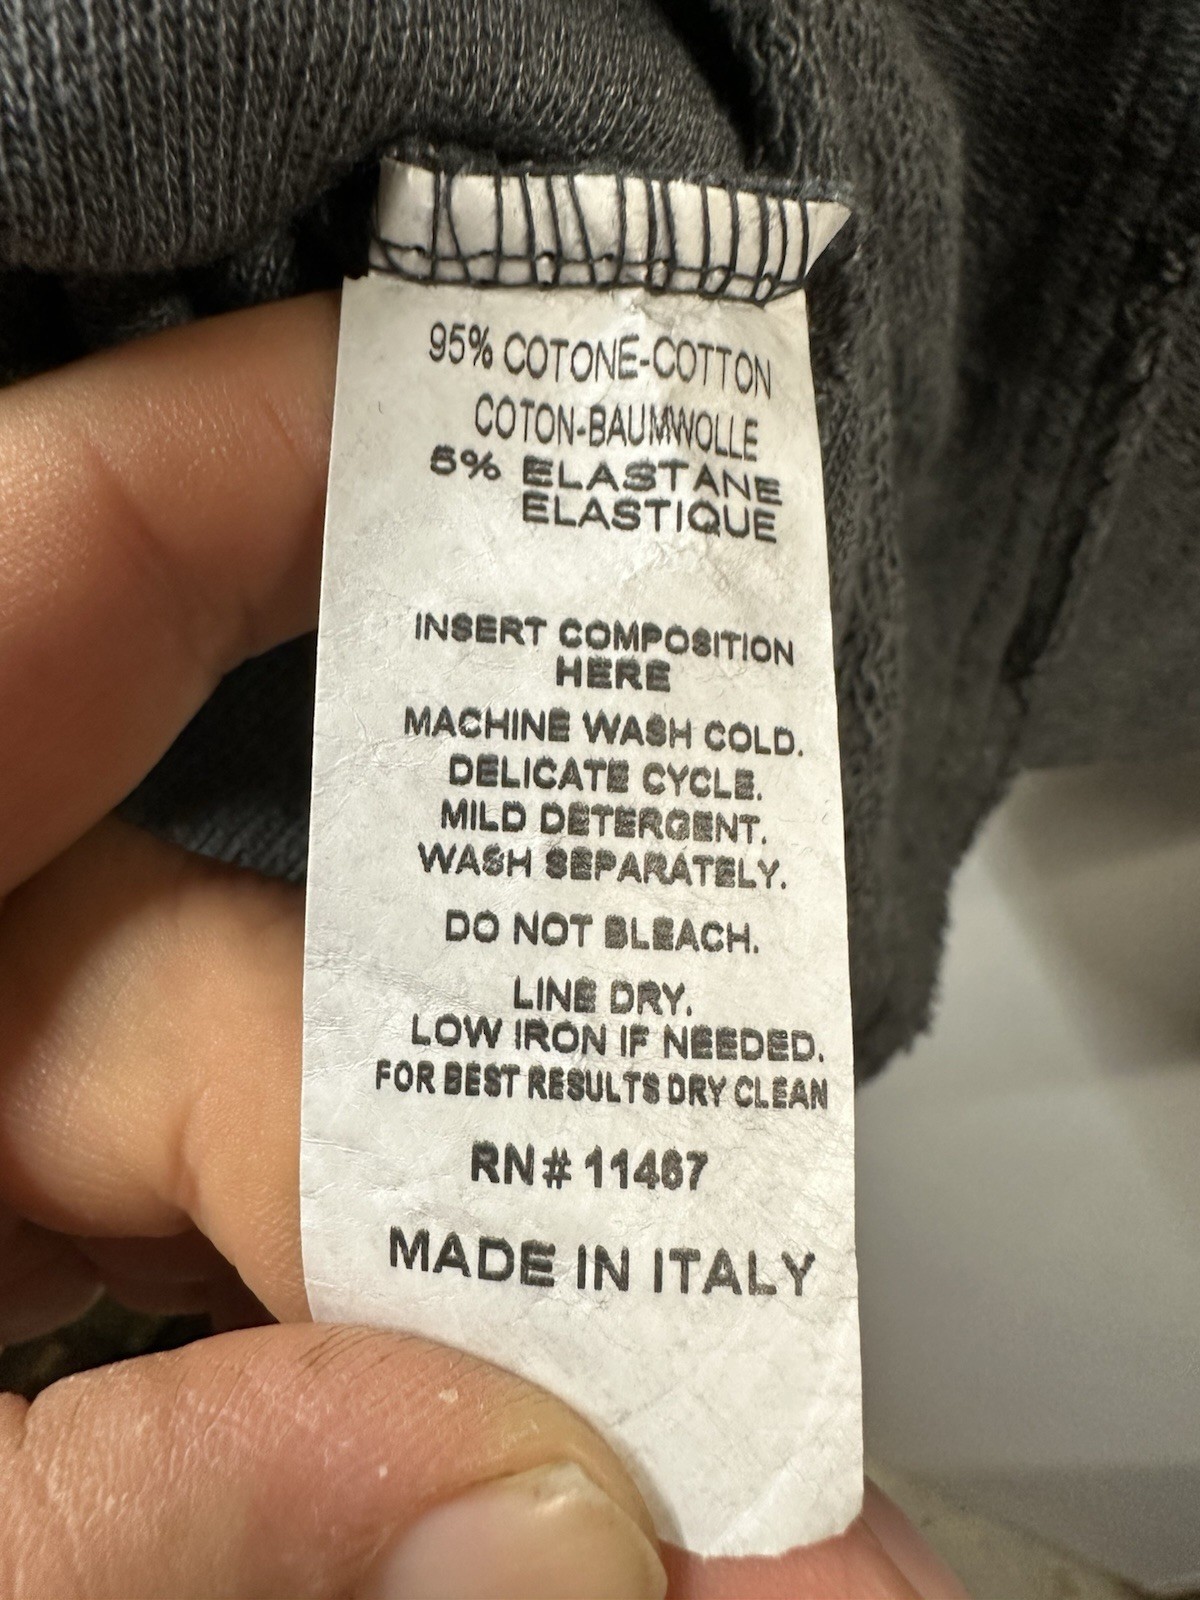 95% COTONE-COTTON
COTON-BAUMWOLLE
5% ELASTANE
ELASTIQUE
INSERT COMPOSITION
HERE
MACHINE WASH COLD.
DELICATE CYCLE.
MILD DETERGENT.
WASH SEPARATELY.
DO NOT BLEACH.
LINE DRY.
LOW IRON IF NEEDED.
FOR BEST RESULTS DRY CLEAN
RN# 11467
MADE IN ITALY